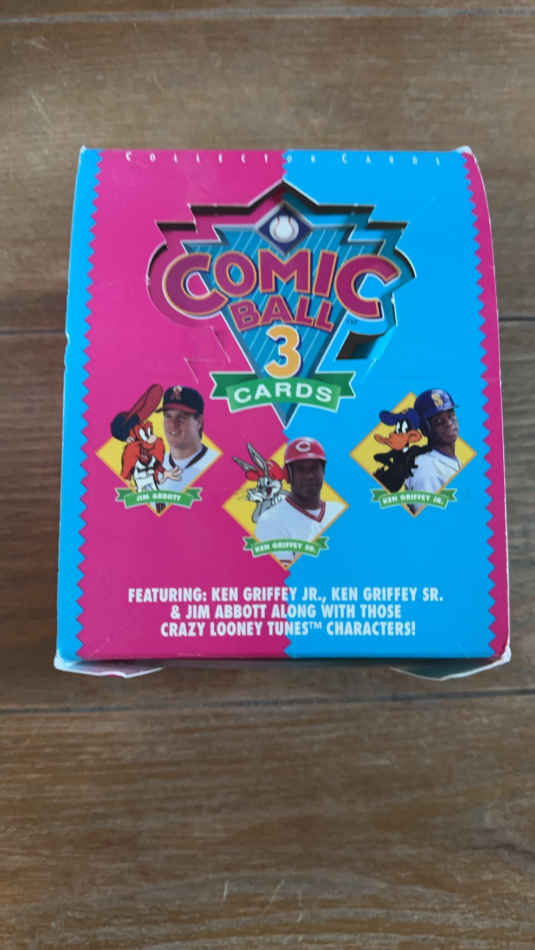 COLLECTOR CARDS
COMIC
BALL™
3
CARDS
JIM ABBOTT
KEN GRIFFEY SR.
KEN GRIFFEY JR.
FEATURING: KEN GRIFFEY JR., KEN GRIFFEY SR.
& JIM ABBOTT ALONG WITH THOSE
CRAZY LOONEY TUNES™ CHARACTERS!